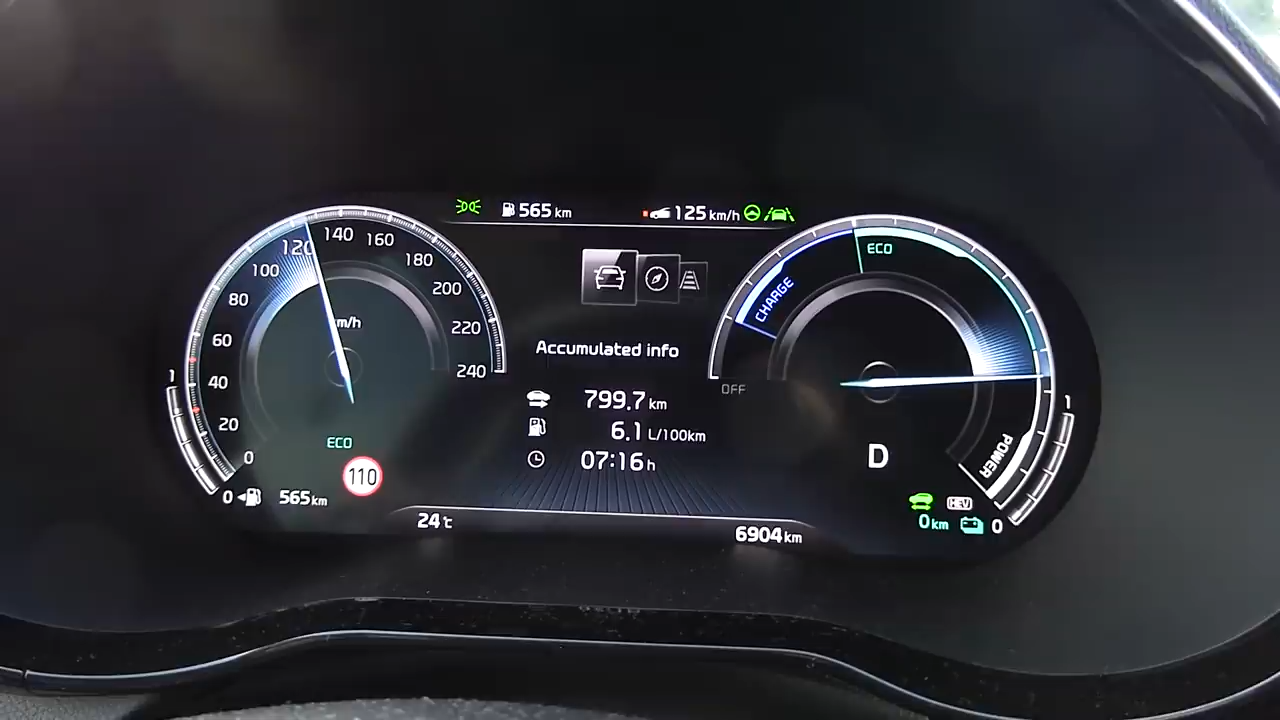 565 km
125 km/h
140
160
120
180
100
200
80
220
60
240
40
20
0
km/h
ECO
110
1
0
565 km
Accumulated info
799.7 km
6.1 L/100km
07:16 h
24°C
6904 km
ECO
CHARGE
OFF
POWER
D
1
HEV
0 km
0